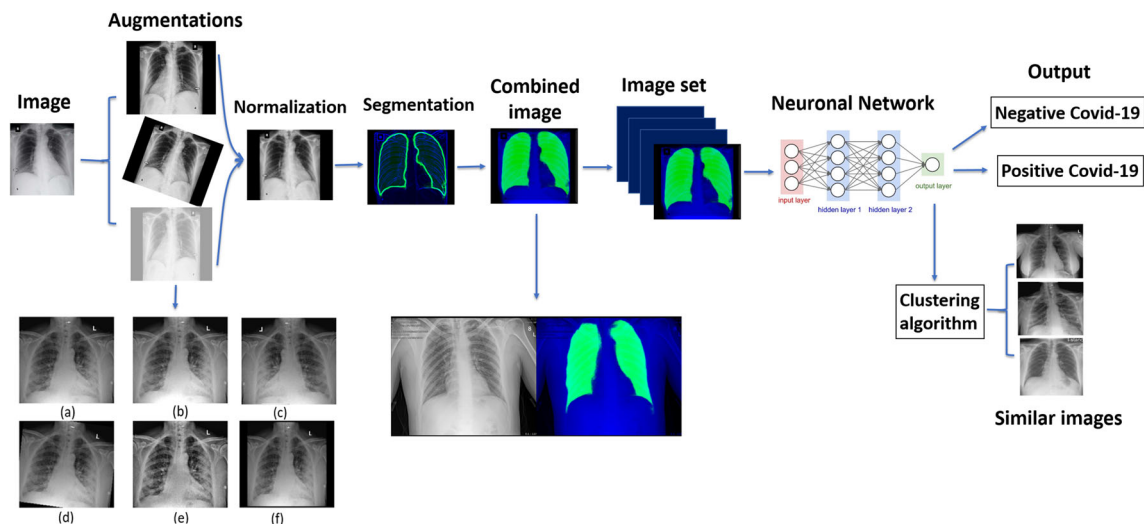 Augmentations
Image
Normalization
Segmentation
Combined
image
Image set
Neuronal Network
Output
Negative Covid-19
Positive Covid-19
input layer
hidden layer 1
hidden layer 2
output layer
Clustering
algorithm
Similar images
L
L
L
(a)
(b)
(c)
L
L
L
(d)
(e)
(f)